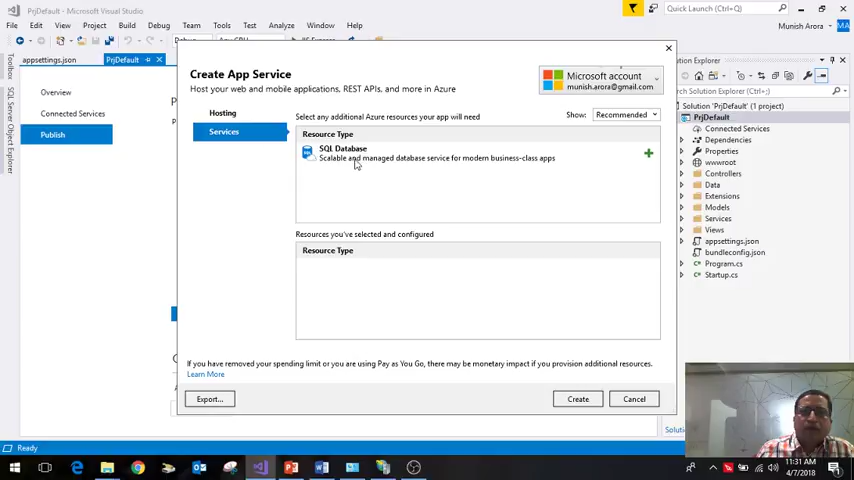 PrjDefault - Microsoft Visual Studio
Quick Launch (Ctrl+Q)
File Edit View Project Build Debug Team Tools Test Analyze Window Help
Munish Arora
MA
appsettings.json
PrjDefault
Toolbox
SQL Server Object Explorer
Overview
Connected Services
Publish
Create App Service
Host your web and mobile applications, REST APIs, and more in Azure
Microsoft account
munish.arora@gmail.com
Hosting
Services
Select any additional Azure resources your app will need
Show: Recommended
Resource Type
SQL Database
Scalable and managed database service for modern business-class apps
Resources you've selected and configured
Resource Type
If you have removed your spending limit or you are using Pay as You Go, there may be monetary impact if you provision additional resources.
Learn More
Export...
Create
Cancel
olution Explorer
earch Solution Explorer (Ctrl+;)
Solution 'PrjDefault' (1 project)
PrjDefault
Connected Services
Dependencies
Properties
wwwroot
Controllers
Data
Extensions
Models
Services
Views
appsettings.json
bundleconfig.json
Program.cs
Startup.cs
Ready
11:31 AM
4/7/2018